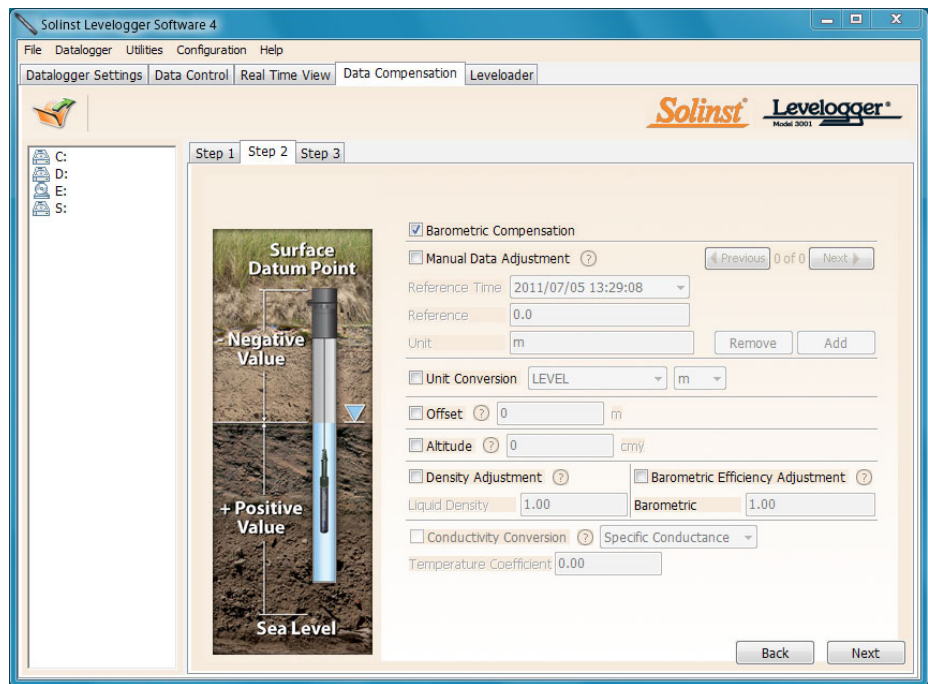 Solinst Levelogger Software 4
File Datalogger Utilities Configuration Help
Datalogger Settings Data Control Real Time View Data Compensation Leveloader
Solinst Levelogger®
Model 3001
C:
D:
E:
S:
Step 1 Step 2 Step 3
Surface
Datum Point
- Negative
Value
+ Positive
Value
Sea Level
Barometric Compensation
Manual Data Adjustment ? Previous 0 of 0 Next
Reference Time 2011/07/05 13:29:08
Reference 0.0
Unit m Remove Add
Unit Conversion LEVEL m
Offset ? 0 m
Altitude ? 0 cmÿ
Density Adjustment ? Barometric Efficiency Adjustment ?
Liquid Density 1.00 Barometric 1.00
Conductivity Conversion ? Specific Conductance
Temperature Coefficient 0.00
Back Next